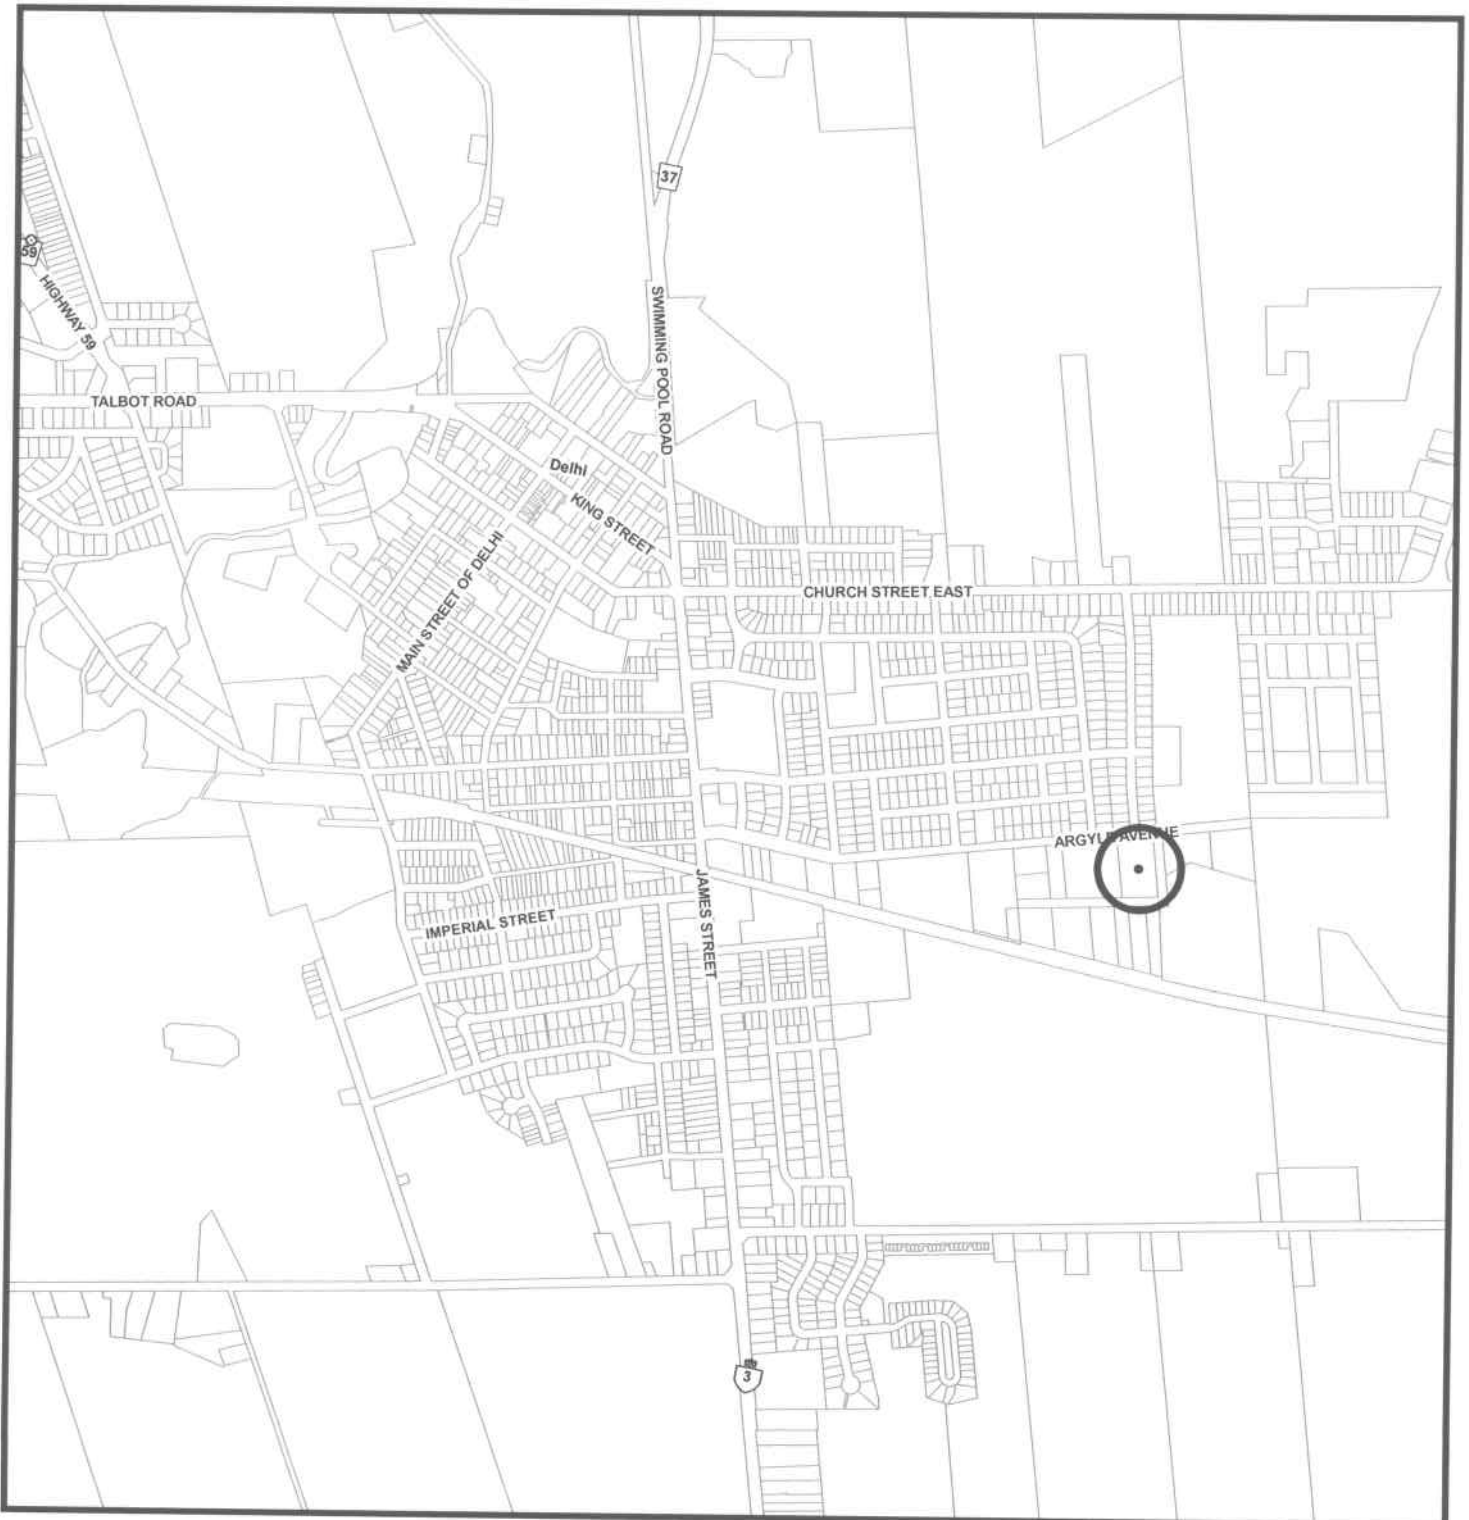 37
59
HIGHWAY 59
SWIMMING POOL ROAD
TALBOT ROAD
Delhi
KING STREET
MAIN STREET OF DELHI
CHURCH STREET EAST
ARGYLE AVENUE
JAMES STREET
IMPERIAL STREET
3